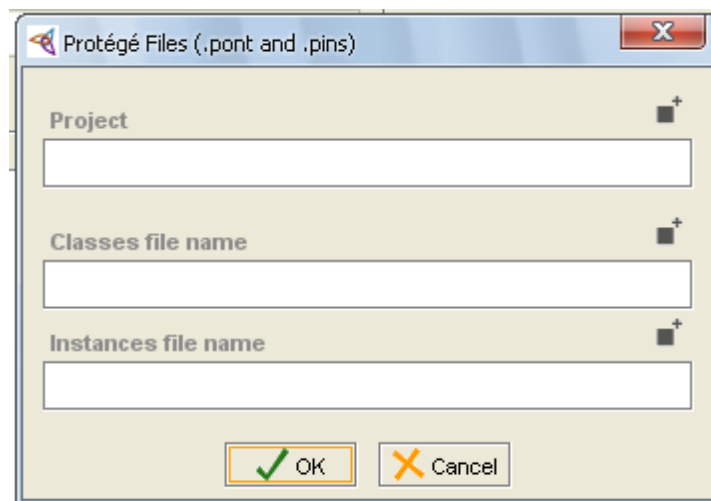 Protégé Files (.pont and .pins)
Project
Classes file name
Instances file name
OK Cancel